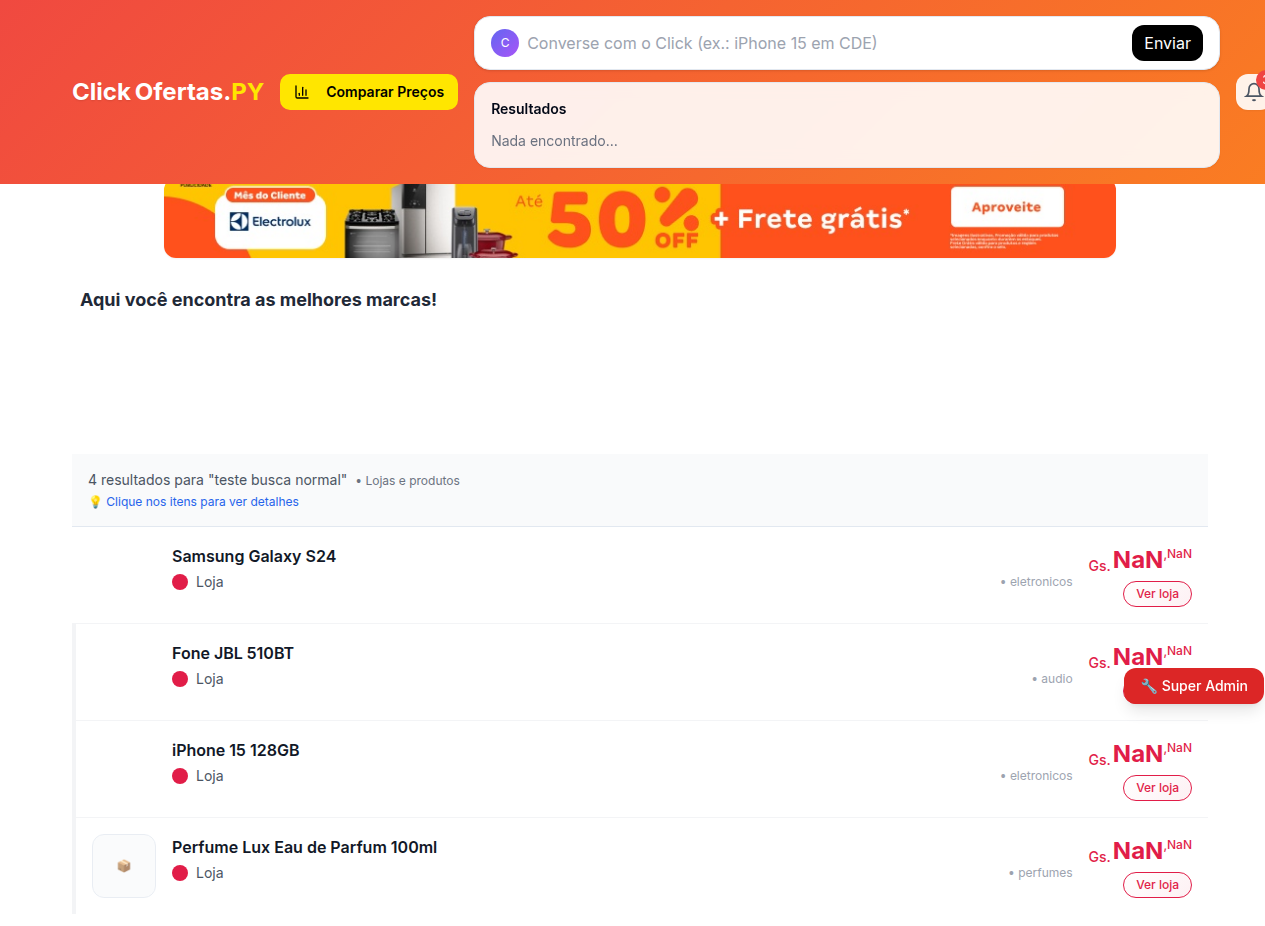 C Converse com o Click (ex.: iPhone 15 em CDE) Enviar
Click Ofertas.PY
Comparar Preços
Resultados
Nada encontrado...
Mês do Cliente
Electrolux
Até 50% OFF + Frete grátis*
Aproveite
Aqui você encontra as melhores marcas!
4 resultados para "teste busca normal" • Lojas e produtos
💡 Clique nos itens para ver detalhes
Samsung Galaxy S24
Loja • eletronicos Gs. NaN,NaN
Ver loja
Fone JBL 510BT
Loja • audio Gs. NaN,NaN
🔧 Super Admin
iPhone 15 128GB
Loja • eletronicos Gs. NaN,NaN
Ver loja
Perfume Lux Eau de Parfum 100ml
Loja • perfumes Gs. NaN,NaN
Ver loja